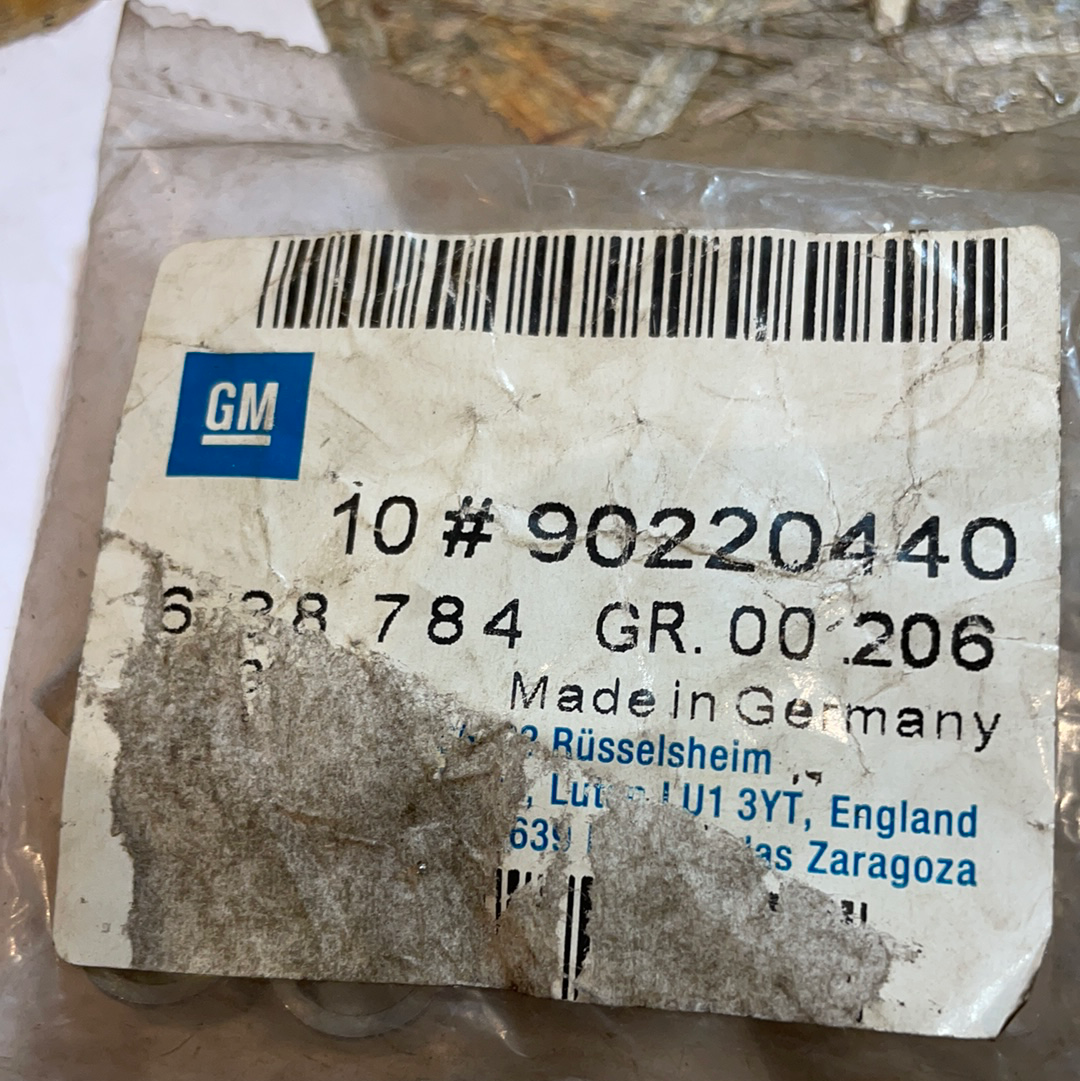 GM
10 # 90220440
784 GR. 00 206
Made in Germany
Rüsselsheim
LU1 3YT, England
Zaragoza